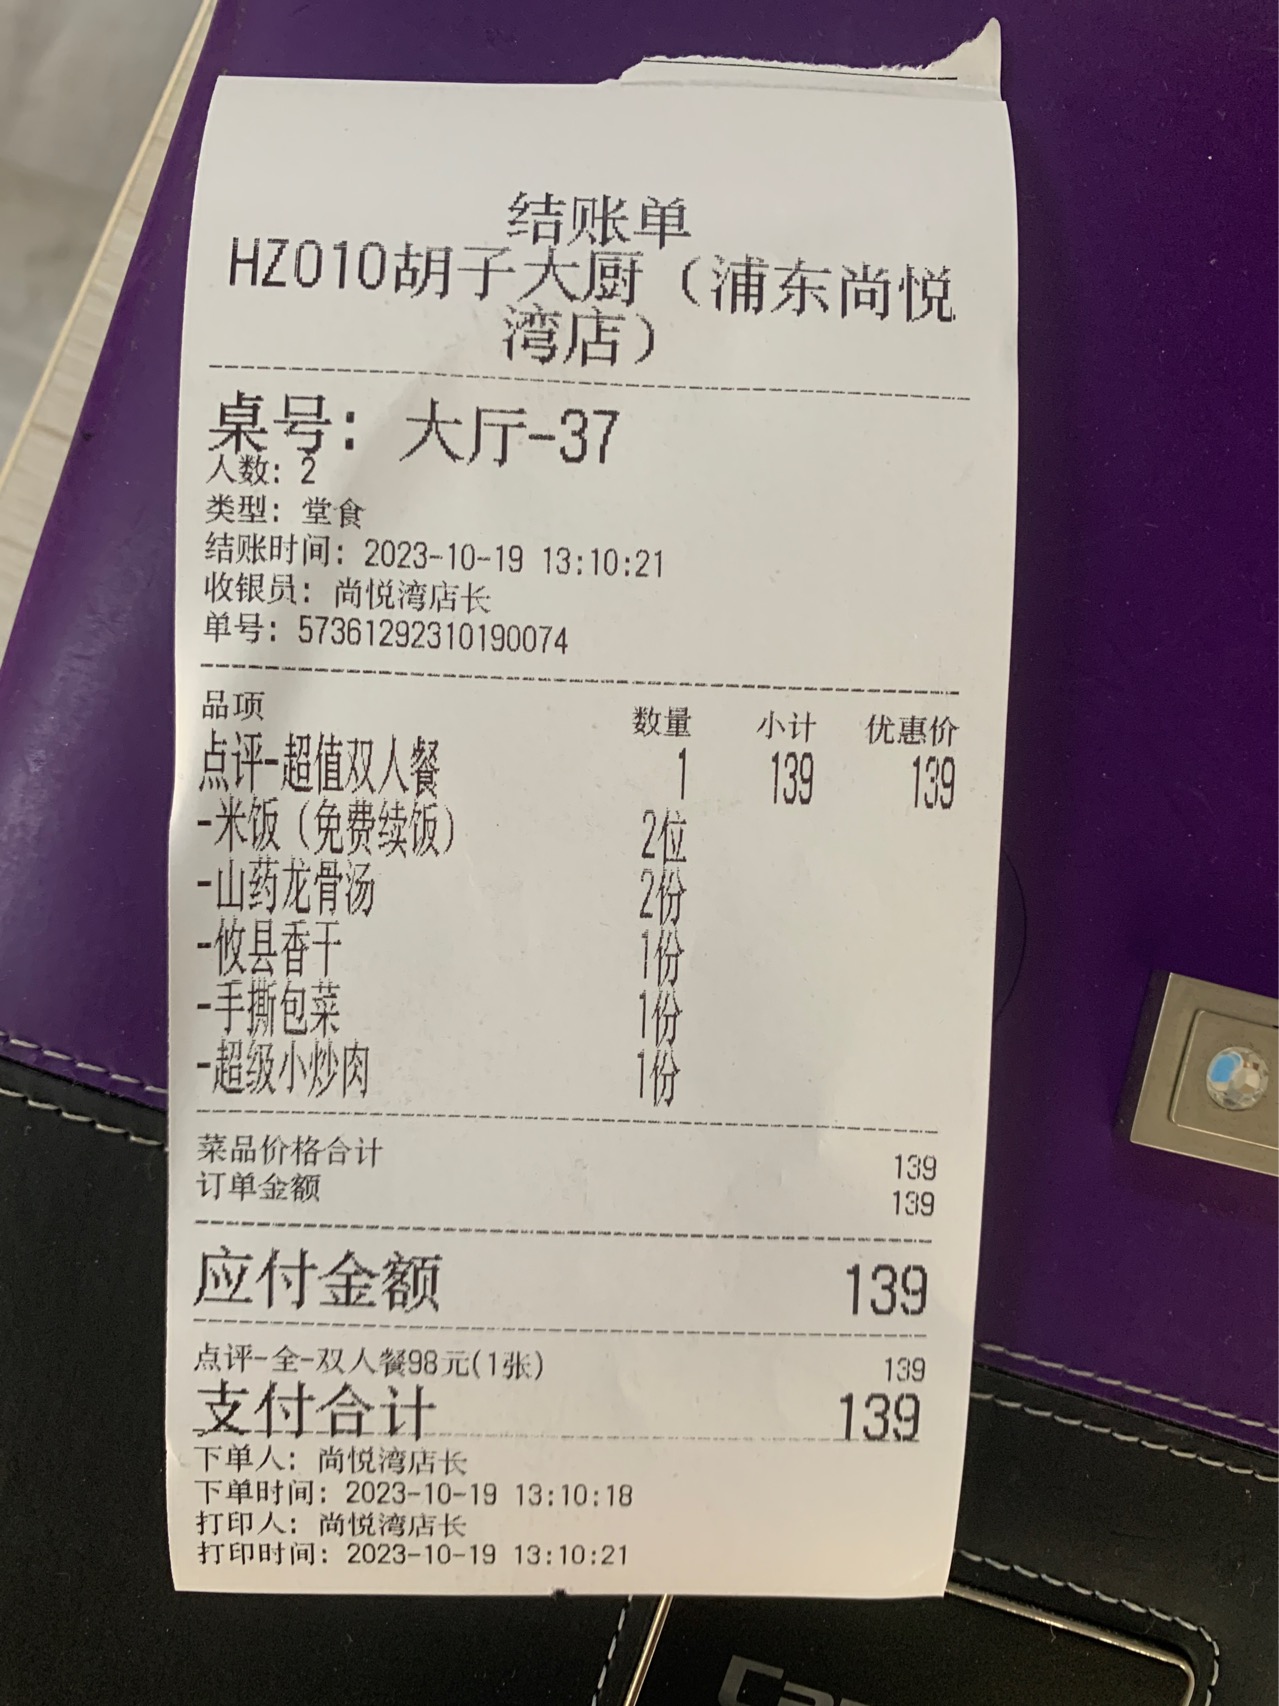 结账单
HZ010胡子大厨（浦东尚悦
湾店）
桌号：大厅-37
人数：2
类型：堂食
结账时间：2023-10-19 13:10:21
收银员：尚悦湾店长
单号：57361292310190074
品项 数量 小计 优惠价
点评-超值双人餐 1 139 139
-米饭（免费续饭） 2位
-山药龙骨汤 2份
-攸县香干 1份
-手撕包菜 1份
-超级小炒肉 1份
菜品价格合计 139
订单金额 139
应付金额 139
点评-全-双人餐98元(1张) 139
支付合计 139
下单人：尚悦湾店长
下单时间：2023-10-19 13:10:18
打印人：尚悦湾店长
打印时间：2023-10-19 13:10:21